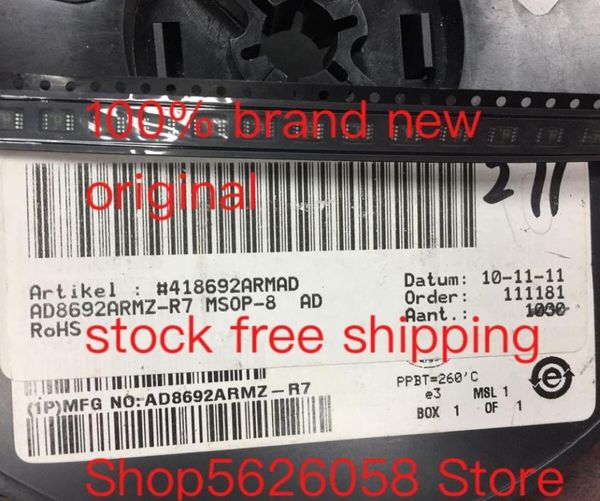 100% brand new
original
211
Artikel : #418692ARMAD
AD8692ARMZ-R7 MSOP-8 AD
RoHS
Datum: 10-11-11
Order: 111181
Aant.: 1030
stock free shipping
(1P)MFG NO:AD8692ARMZ-R7
PPBT=260'C
e3 MSL 1
BOX 1 OF 1
e
Shop5626058 Store